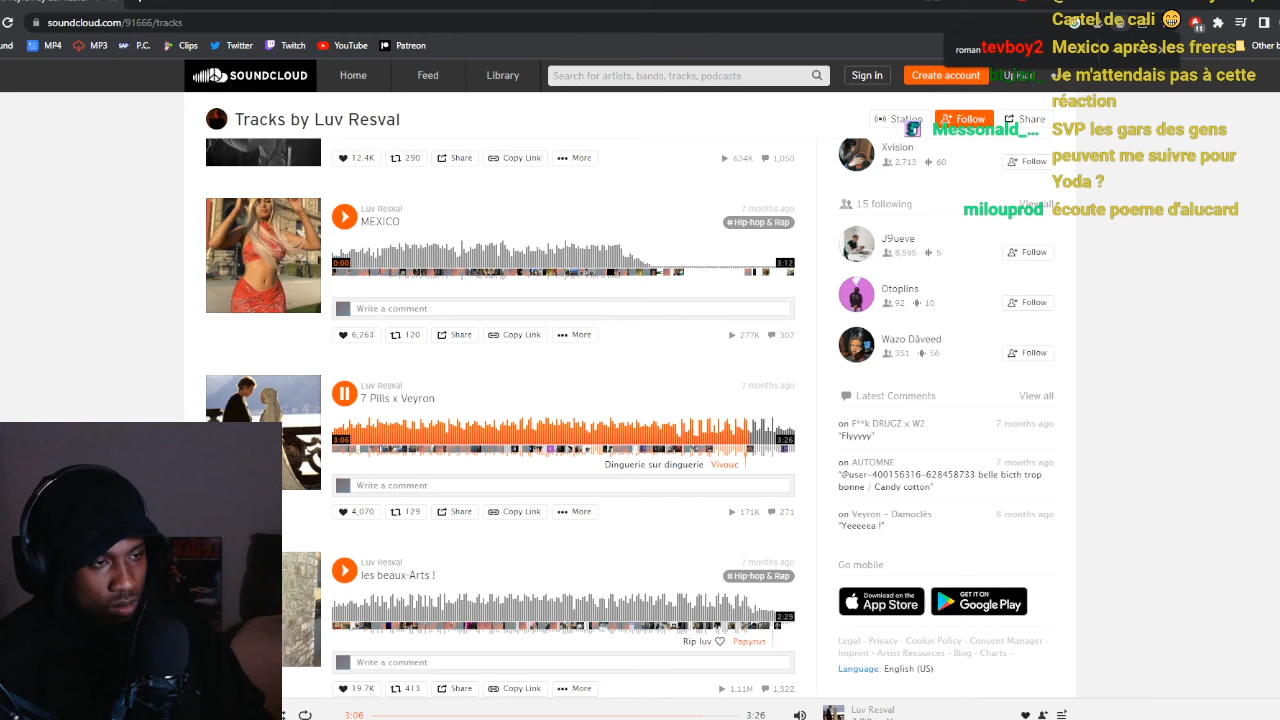 soundcloud.com/91666/tracks
und MP4 MP3 P.C. Clips Twitter Twitch YouTube Patreon
Other b
Cartel de cali
roman
tevboy2 Mexico après les freres
Je m'attendais pas à cette
réaction
Messonald_... SVP les gars des gens
peuvent me suivre pour
Yoda ?
milouprod écoute poeme d'alucard
SOUNDCLOUD Home Feed Library Search for artists, bands, tracks, podcasts Sign in Create account
Tracks by Luv Resval
Station Follow Share
12.4K 290 Share Copy Link More 634K 1,050
Luv Resval 7 months ago
MEXICO # Hip-hop & Rap
0:00 3:12
Write a comment
6,263 120 Share Copy Link More 277K 307
Luv Resval 7 months ago
7 Pills x Veyron
3:06 3:26
Dinguerie sur dinguerie Vivouc
Write a comment
4,070 129 Share Copy Link More 171K 271
Luv Resval 7 months ago
les beaux-Arts ! # Hip-hop & Rap
2:29
Rip luv ♡ Papyrus
Write a comment
19.7K 413 Share Copy Link More 1.11M 1,322
Xvision
2,713 60 Follow
15 following View all
J9ueve
8,595 5 Follow
Otoplins
92 10 Follow
Wazo Dàveed
351 56 Follow
Latest Comments View all
on F**k DRUGZ x W2 7 months ago
“Flyyyyy”
on AUTOMNE 7 months ago
“@user-400156316-628458733 belle bicth trop
bonne / Candy cotton”
on Veyron - Damoclès 8 months ago
“Yeeeeea !”
Go mobile
Download on the App Store GET IT ON Google Play
Legal - Privacy - Cookie Policy - Consent Manager -
Imprint - Artist Resources - Blog - Charts -
Language: English (US)
3:06 3:26 Luv Resval